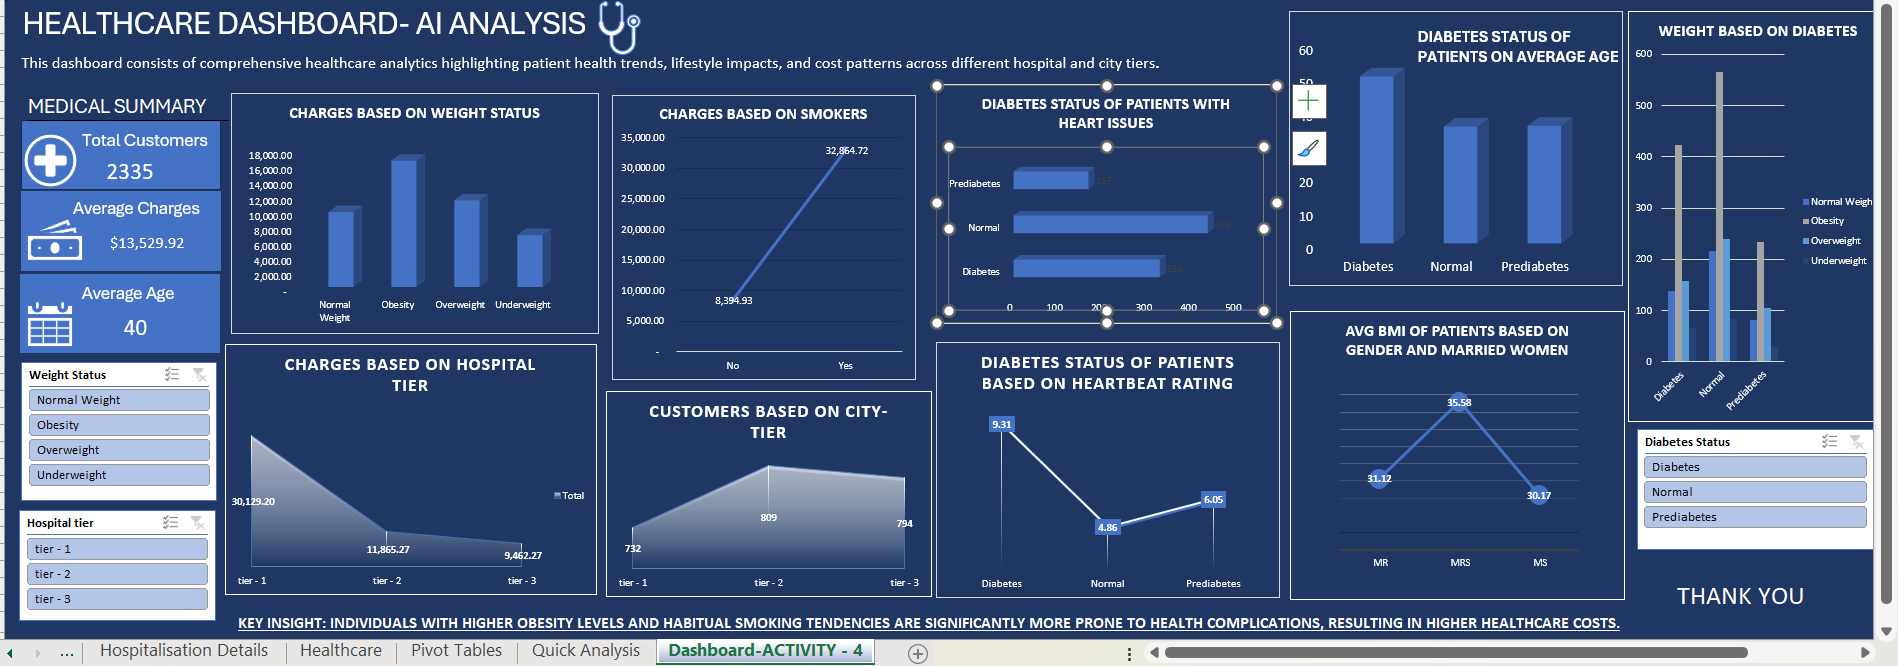 HEALTHCARE DASHBOARD- AI ANALYSIS
This dashboard consists of comprehensive healthcare analytics highlighting patient health trends, lifestyle impacts, and cost patterns across different hospital and city tiers.
MEDICAL SUMMARY
Total Customers
2335
Average Charges
$13,529.92
Average Age
40
Weight Status
Normal Weight
Obesity
Overweight
Underweight
Hospital tier
tier - 1
tier - 2
tier - 3
CHARGES BASED ON WEIGHT STATUS
18,000.00
16,000.00
14,000.00
12,000.00
10,000.00
8,000.00
6,000.00
4,000.00
2,000.00
-
Normal
Weight
Obesity
Overweight
Underweight
CHARGES BASED ON HOSPITAL
TIER
30,129.20
11,865.27
9,462.27
Total
tier - 1
tier - 2
tier - 3
CHARGES BASED ON SMOKERS
35,000.00
30,000.00
25,000.00
20,000.00
15,000.00
10,000.00
5,000.00
-
32,864.72
8,394.93
No
Yes
CUSTOMERS BASED ON CITY-
TIER
732
809
794
tier - 1
tier - 2
tier - 3
DIABETES STATUS OF PATIENTS WITH
HEART ISSUES
Prediabetes
Normal
Diabetes
0
100
300
400
500
DIABETES STATUS OF PATIENTS
BASED ON HEARTBEAT RATING
9.31
4.86
6.05
Diabetes
Normal
Prediabetes
DIABETES STATUS OF
PATIENTS ON AVERAGE AGE
60
50
20
10
0
Diabetes
Normal
Prediabetes
AVG BMI OF PATIENTS BASED ON
GENDER AND MARRIED WOMEN
31.12
35.58
30.17
MR
MRS
MS
WEIGHT BASED ON DIABETES
600
500
400
300
200
100
0
Diabetes
Normal
Prediabetes
Normal Weigh
Obesity
Overweight
Underweight
Diabetes Status
Diabetes
Normal
Prediabetes
THANK YOU
KEY INSIGHT: INDIVIDUALS WITH HIGHER OBESITY LEVELS AND HABITUAL SMOKING TENDENCIES ARE SIGNIFICANTLY MORE PRONE TO HEALTH COMPLICATIONS, RESULTING IN HIGHER HEALTHCARE COSTS.
... Hospitalisation Details
Healthcare
Pivot Tables
Quick Analysis
Dashboard-ACTIVITY - 4